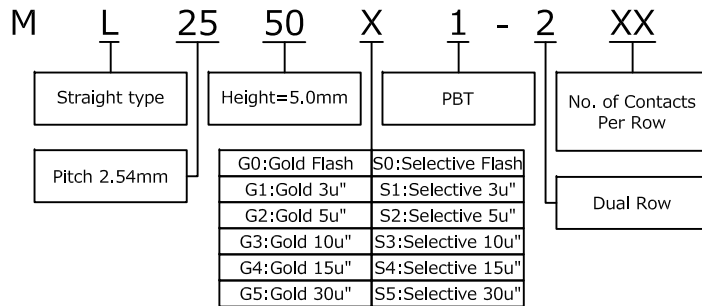 M L 25 50 X 1 - 2 XX
Straight type
Height=5.0mm
PBT
No. of Contacts
Per Row
Pitch 2.54mm
G0:Gold Flash S0:Selective Flash
G1:Gold 3u" S1:Selective 3u"
G2:Gold 5u" S2:Selective 5u"
G3:Gold 10u" S3:Selective 10u"
G4:Gold 15u" S4:Selective 15u"
G5:Gold 30u" S5:Selective 30u"
Dual Row